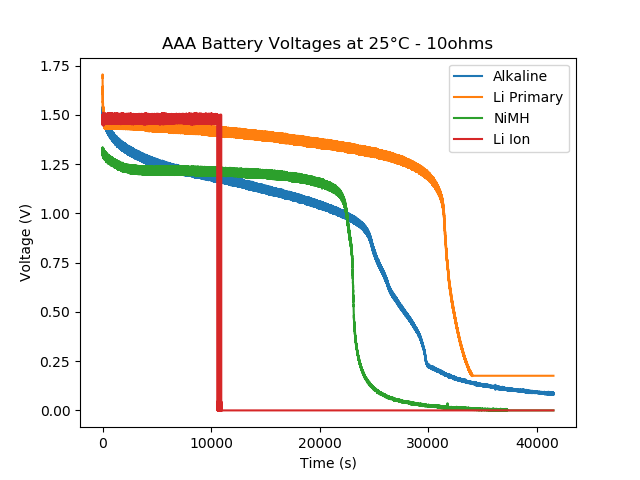 AAA Battery Voltages at 25°C - 10ohms
Alkaline
Li Primary
NiMH
Li Ion
Voltage (V)
1.75
1.50
1.25
1.00
0.75
0.50
0.25
0.00
0 10000 20000 30000 40000
Time (s)